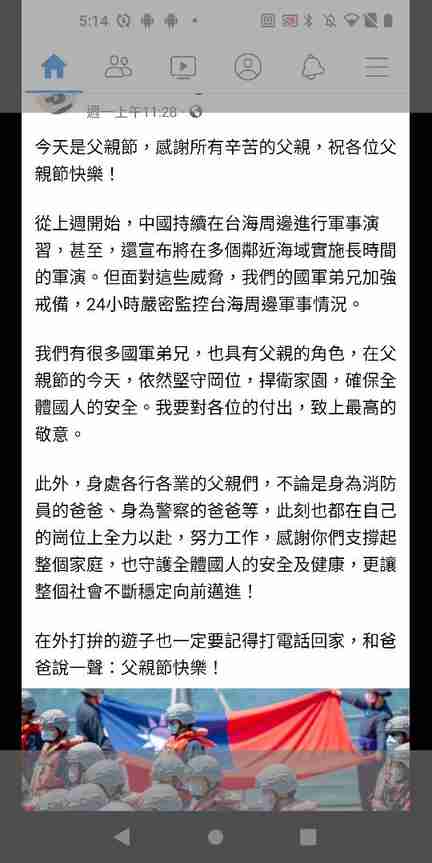 5:14
週一上午11:28
今天是父親節，感謝所有辛苦的父親，祝各位父
親節快樂！
從上週開始，中國持續在台海周邊進行軍事演
習，甚至，還宣布將在多個鄰近海域實施長時間
的軍演。但面對這些威脅，我們的國軍弟兄加強
戒備，24小時嚴密監控台海周邊軍事情況。
我們有很多國軍弟兄，也具有父親的角色，在父
親節的今天，依然堅守岡位，捍衛家園，確保全
體國人的安全。我要對各位的付出，致上最高的
敬意。
此外，身處各行各業的父親們，不論是身為消防
員的爸爸、身為警察的爸爸等，此刻也都在自己
的崗位上全力以赴，努力工作，感謝你們支撐起
整個家庭，也守護全體國人的安全及健康，更讓
整個社會不斷穩定向前邁進！
在外打拚的遊子也一定要記得打電話回家，和爸
爸說一聲：父親節快樂！